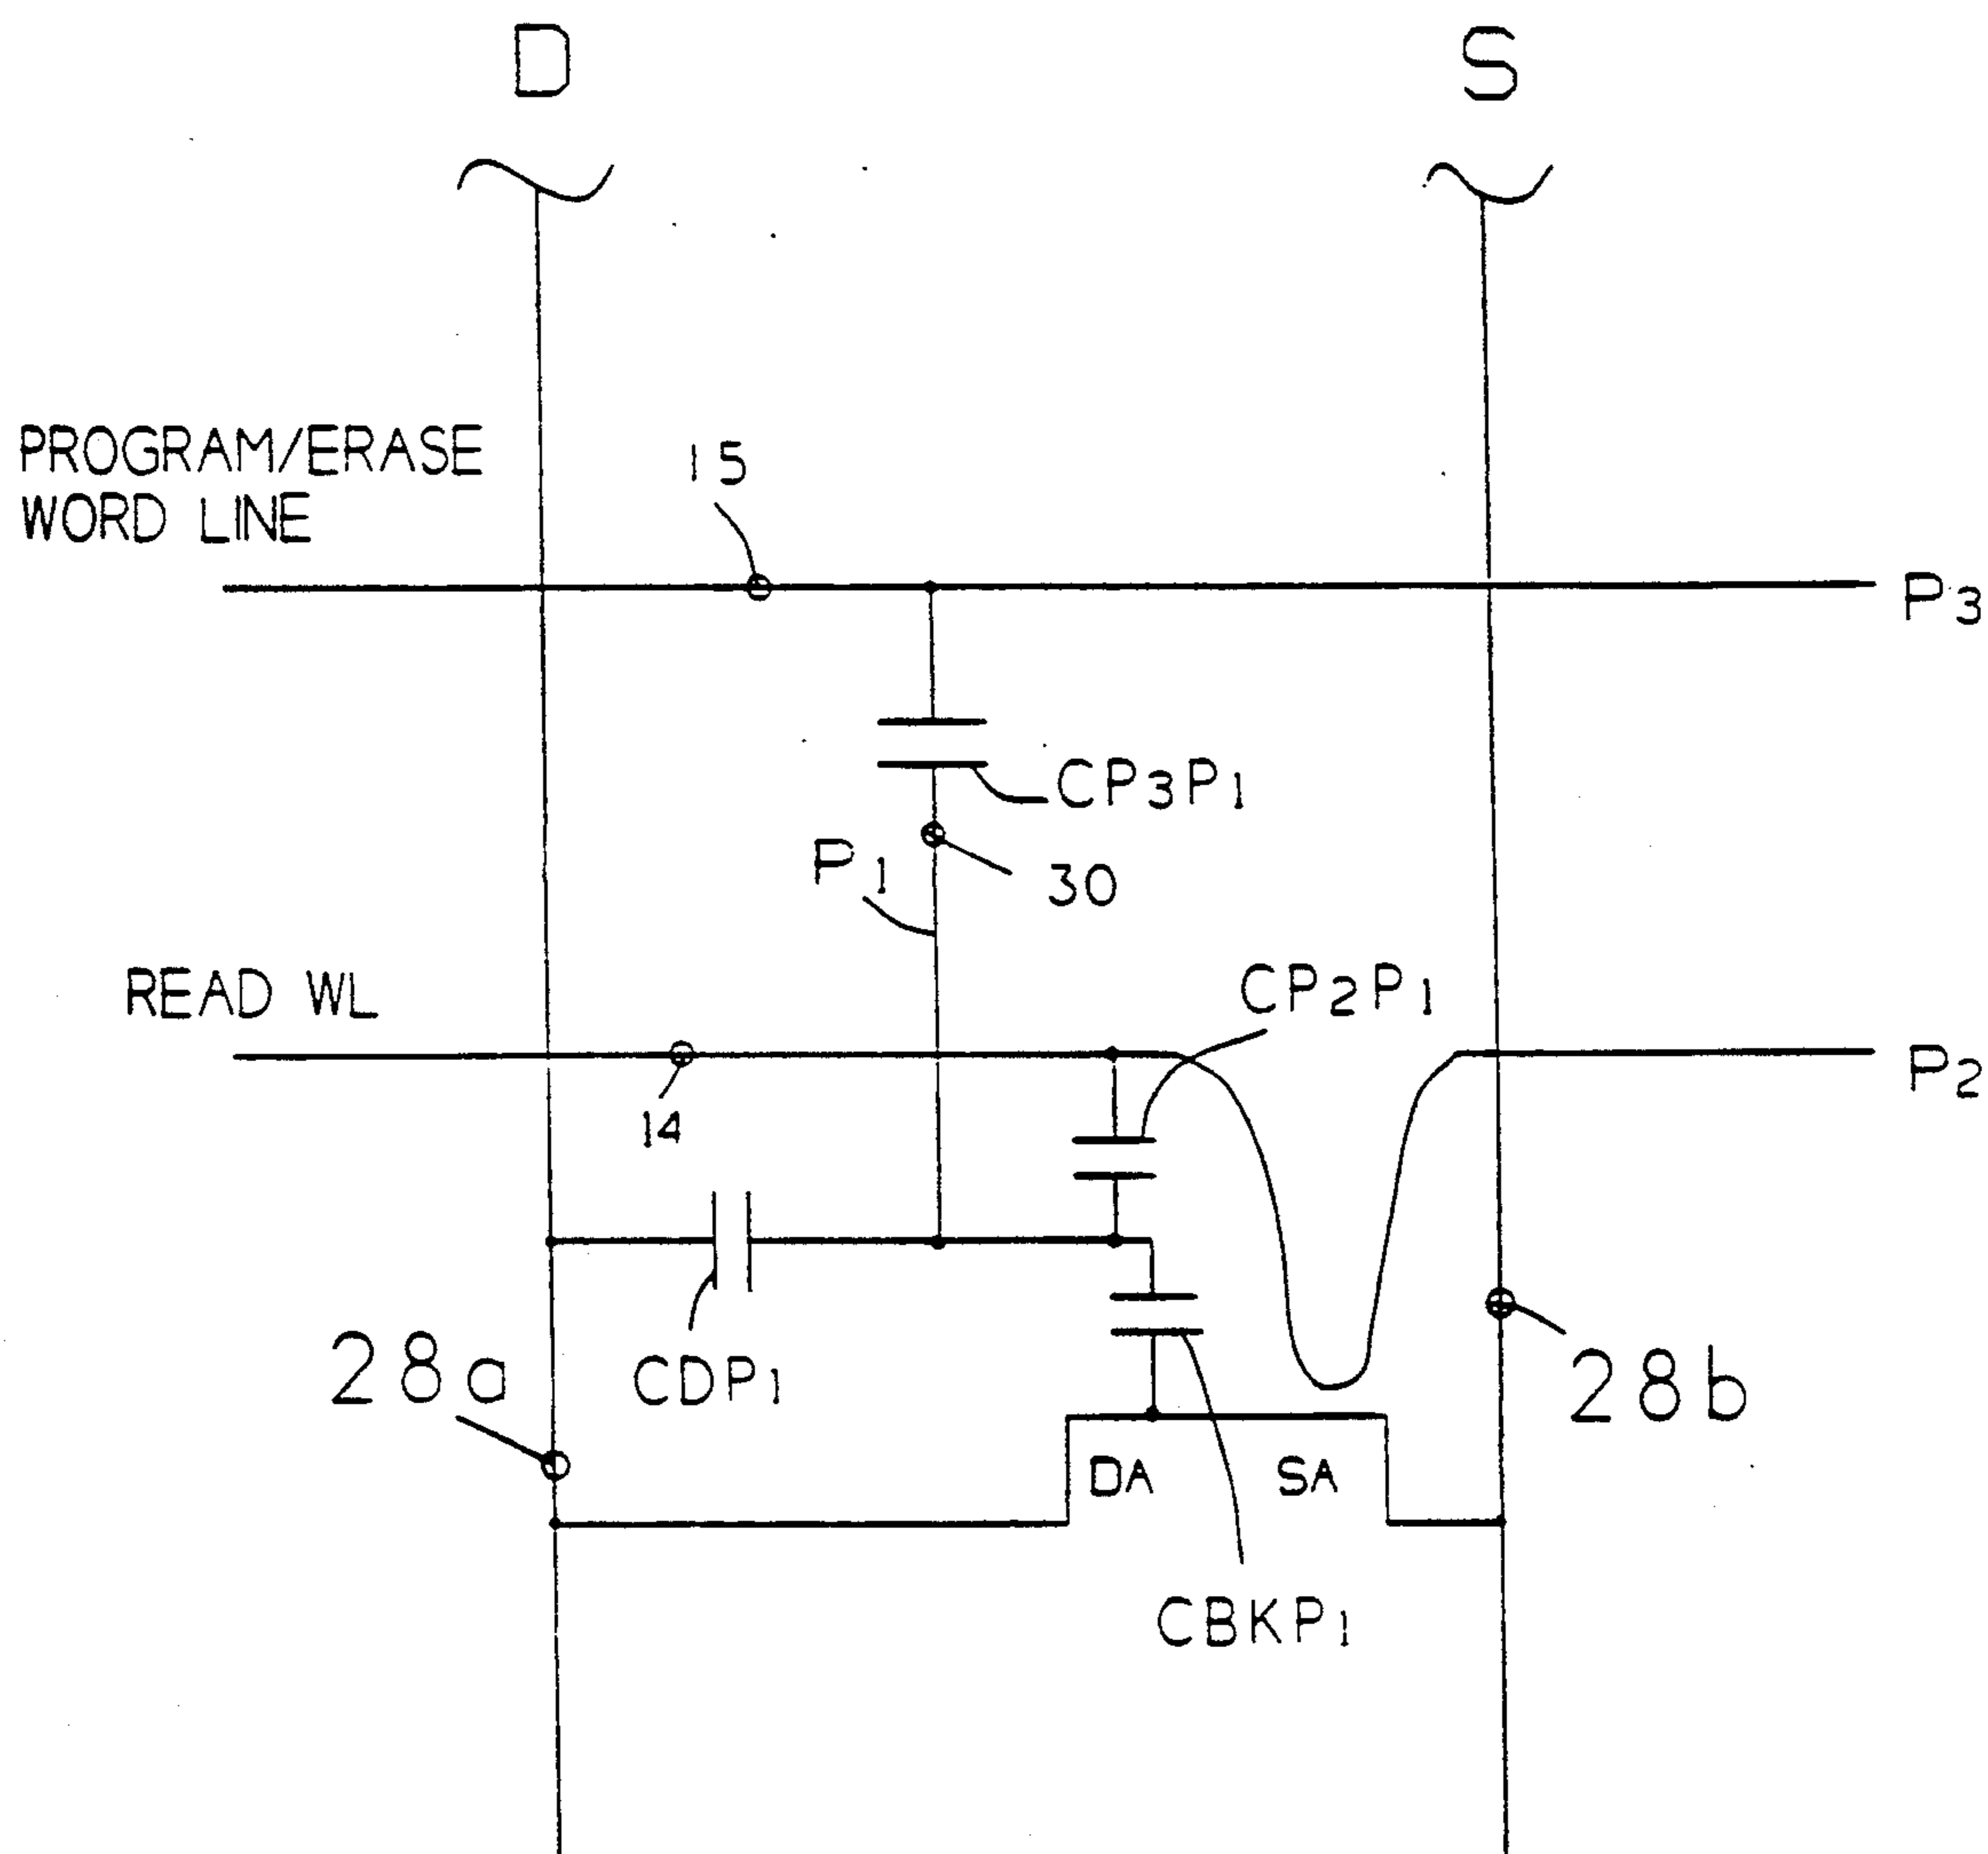 D
S
PROGRAM/ERASE
WORD LINE
15
P3
CP3P1
P1
30
READ WL
CP2P1
P2
14
28a
CDP1
28b
DA
SA
CBKP1